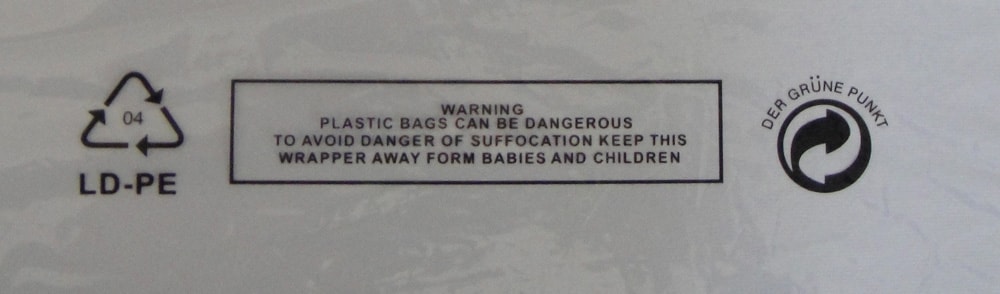 04
LD-PE
WARNING
PLASTIC BAGS CAN BE DANGEROUS
TO AVOID DANGER OF SUFFOCATION KEEP THIS
WRAPPER AWAY FORM BABIES AND CHILDREN
DER GRÜNE PUNKT